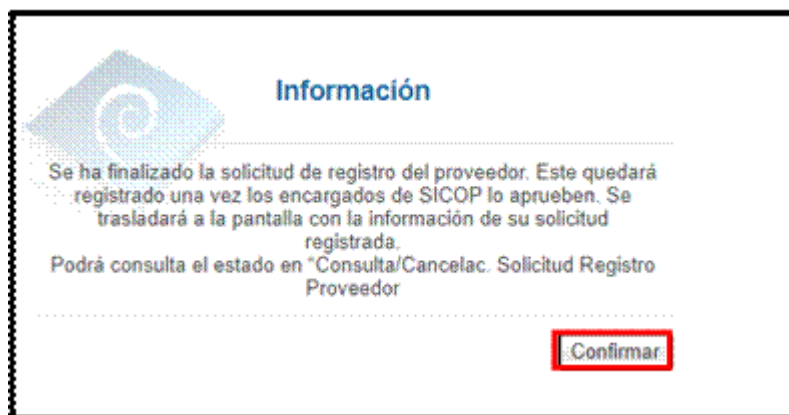 Información
Se ha finalizado la solicitud de registro del proveedor. Este quedará
registrado una vez los encargados de SICOP lo aprueben. Se
trasladará a la pantalla con la información de su solicitud
registrada.
Podrá consulta el estado en "Consulta/Cancelac. Solicitud Registro
Proveedor
Confirmar